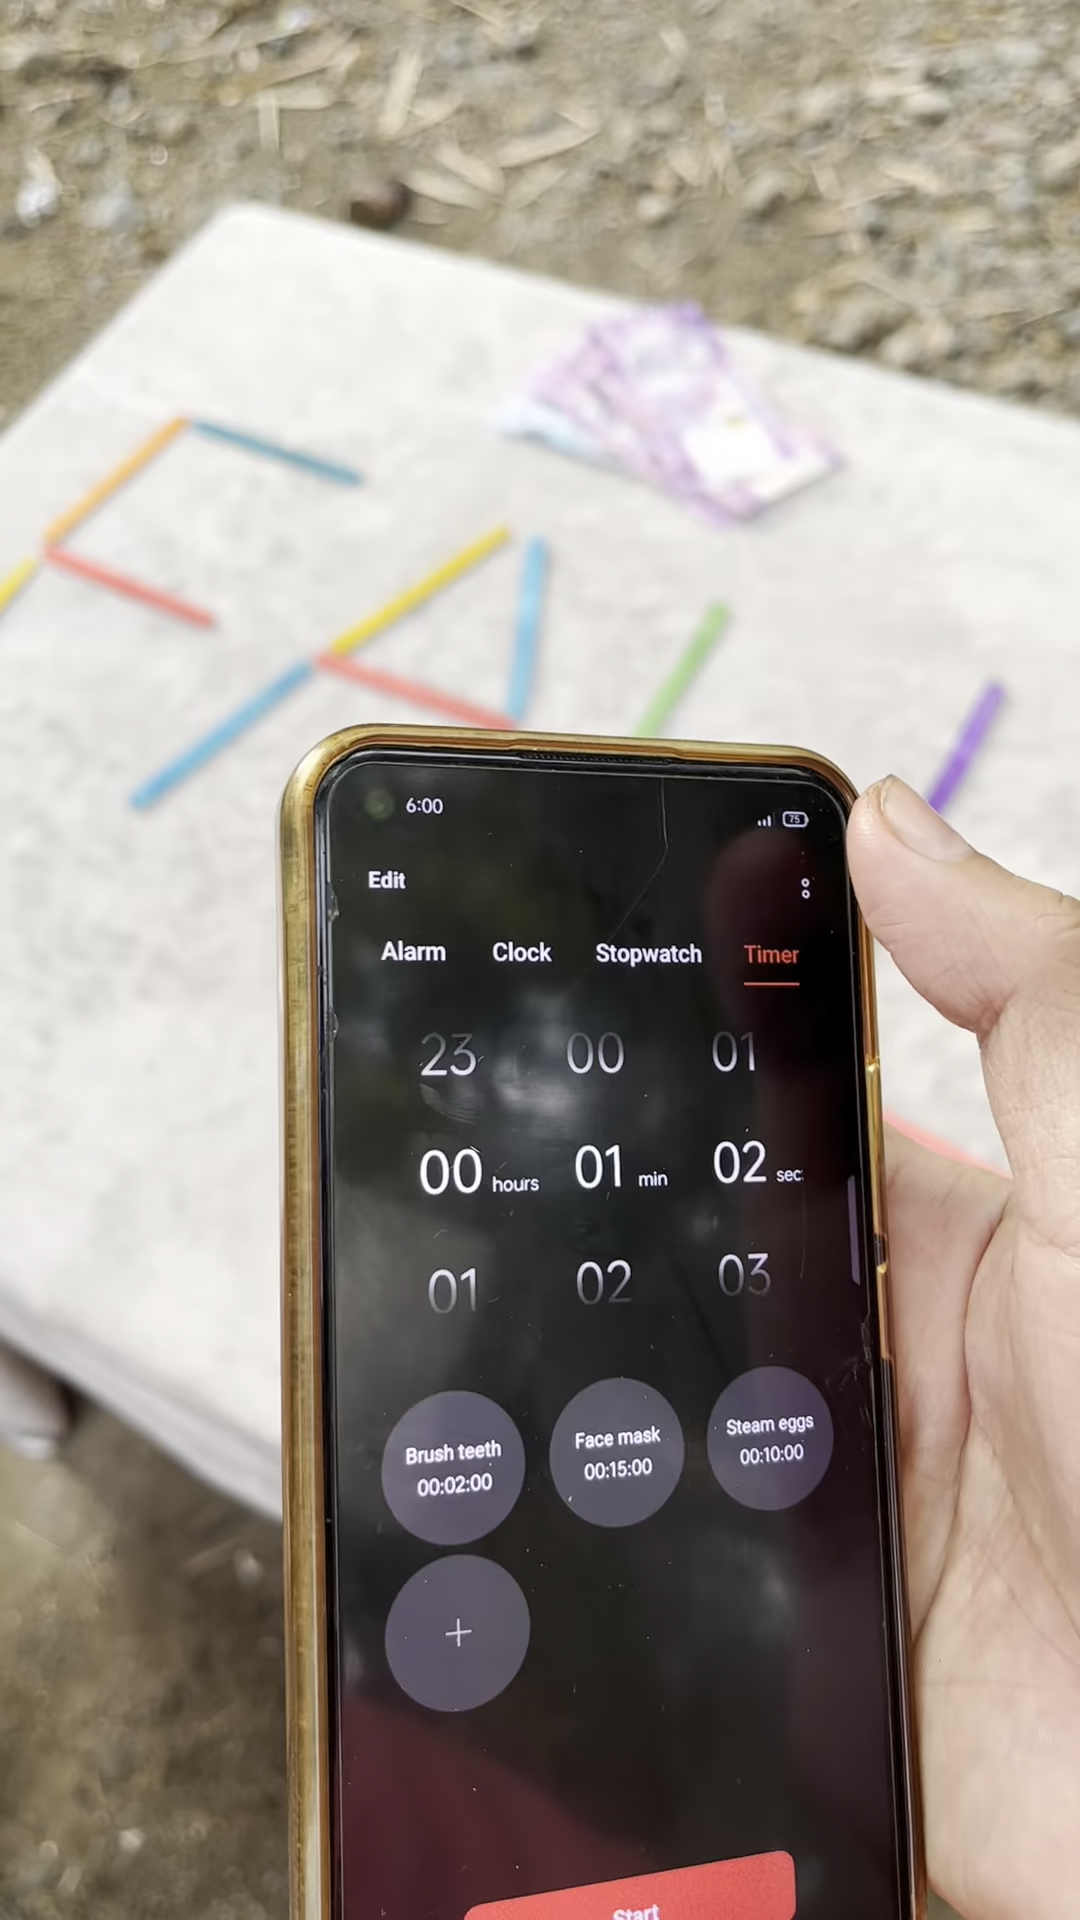 6:00 75
Edit
Alarm Clock Stopwatch Timer
23 00 01
00 hours 01 min 02 sec
01 02 03
Brush teeth
00:02:00
Face mask
00:15:00
Steam eggs
00:10:00
+
Start